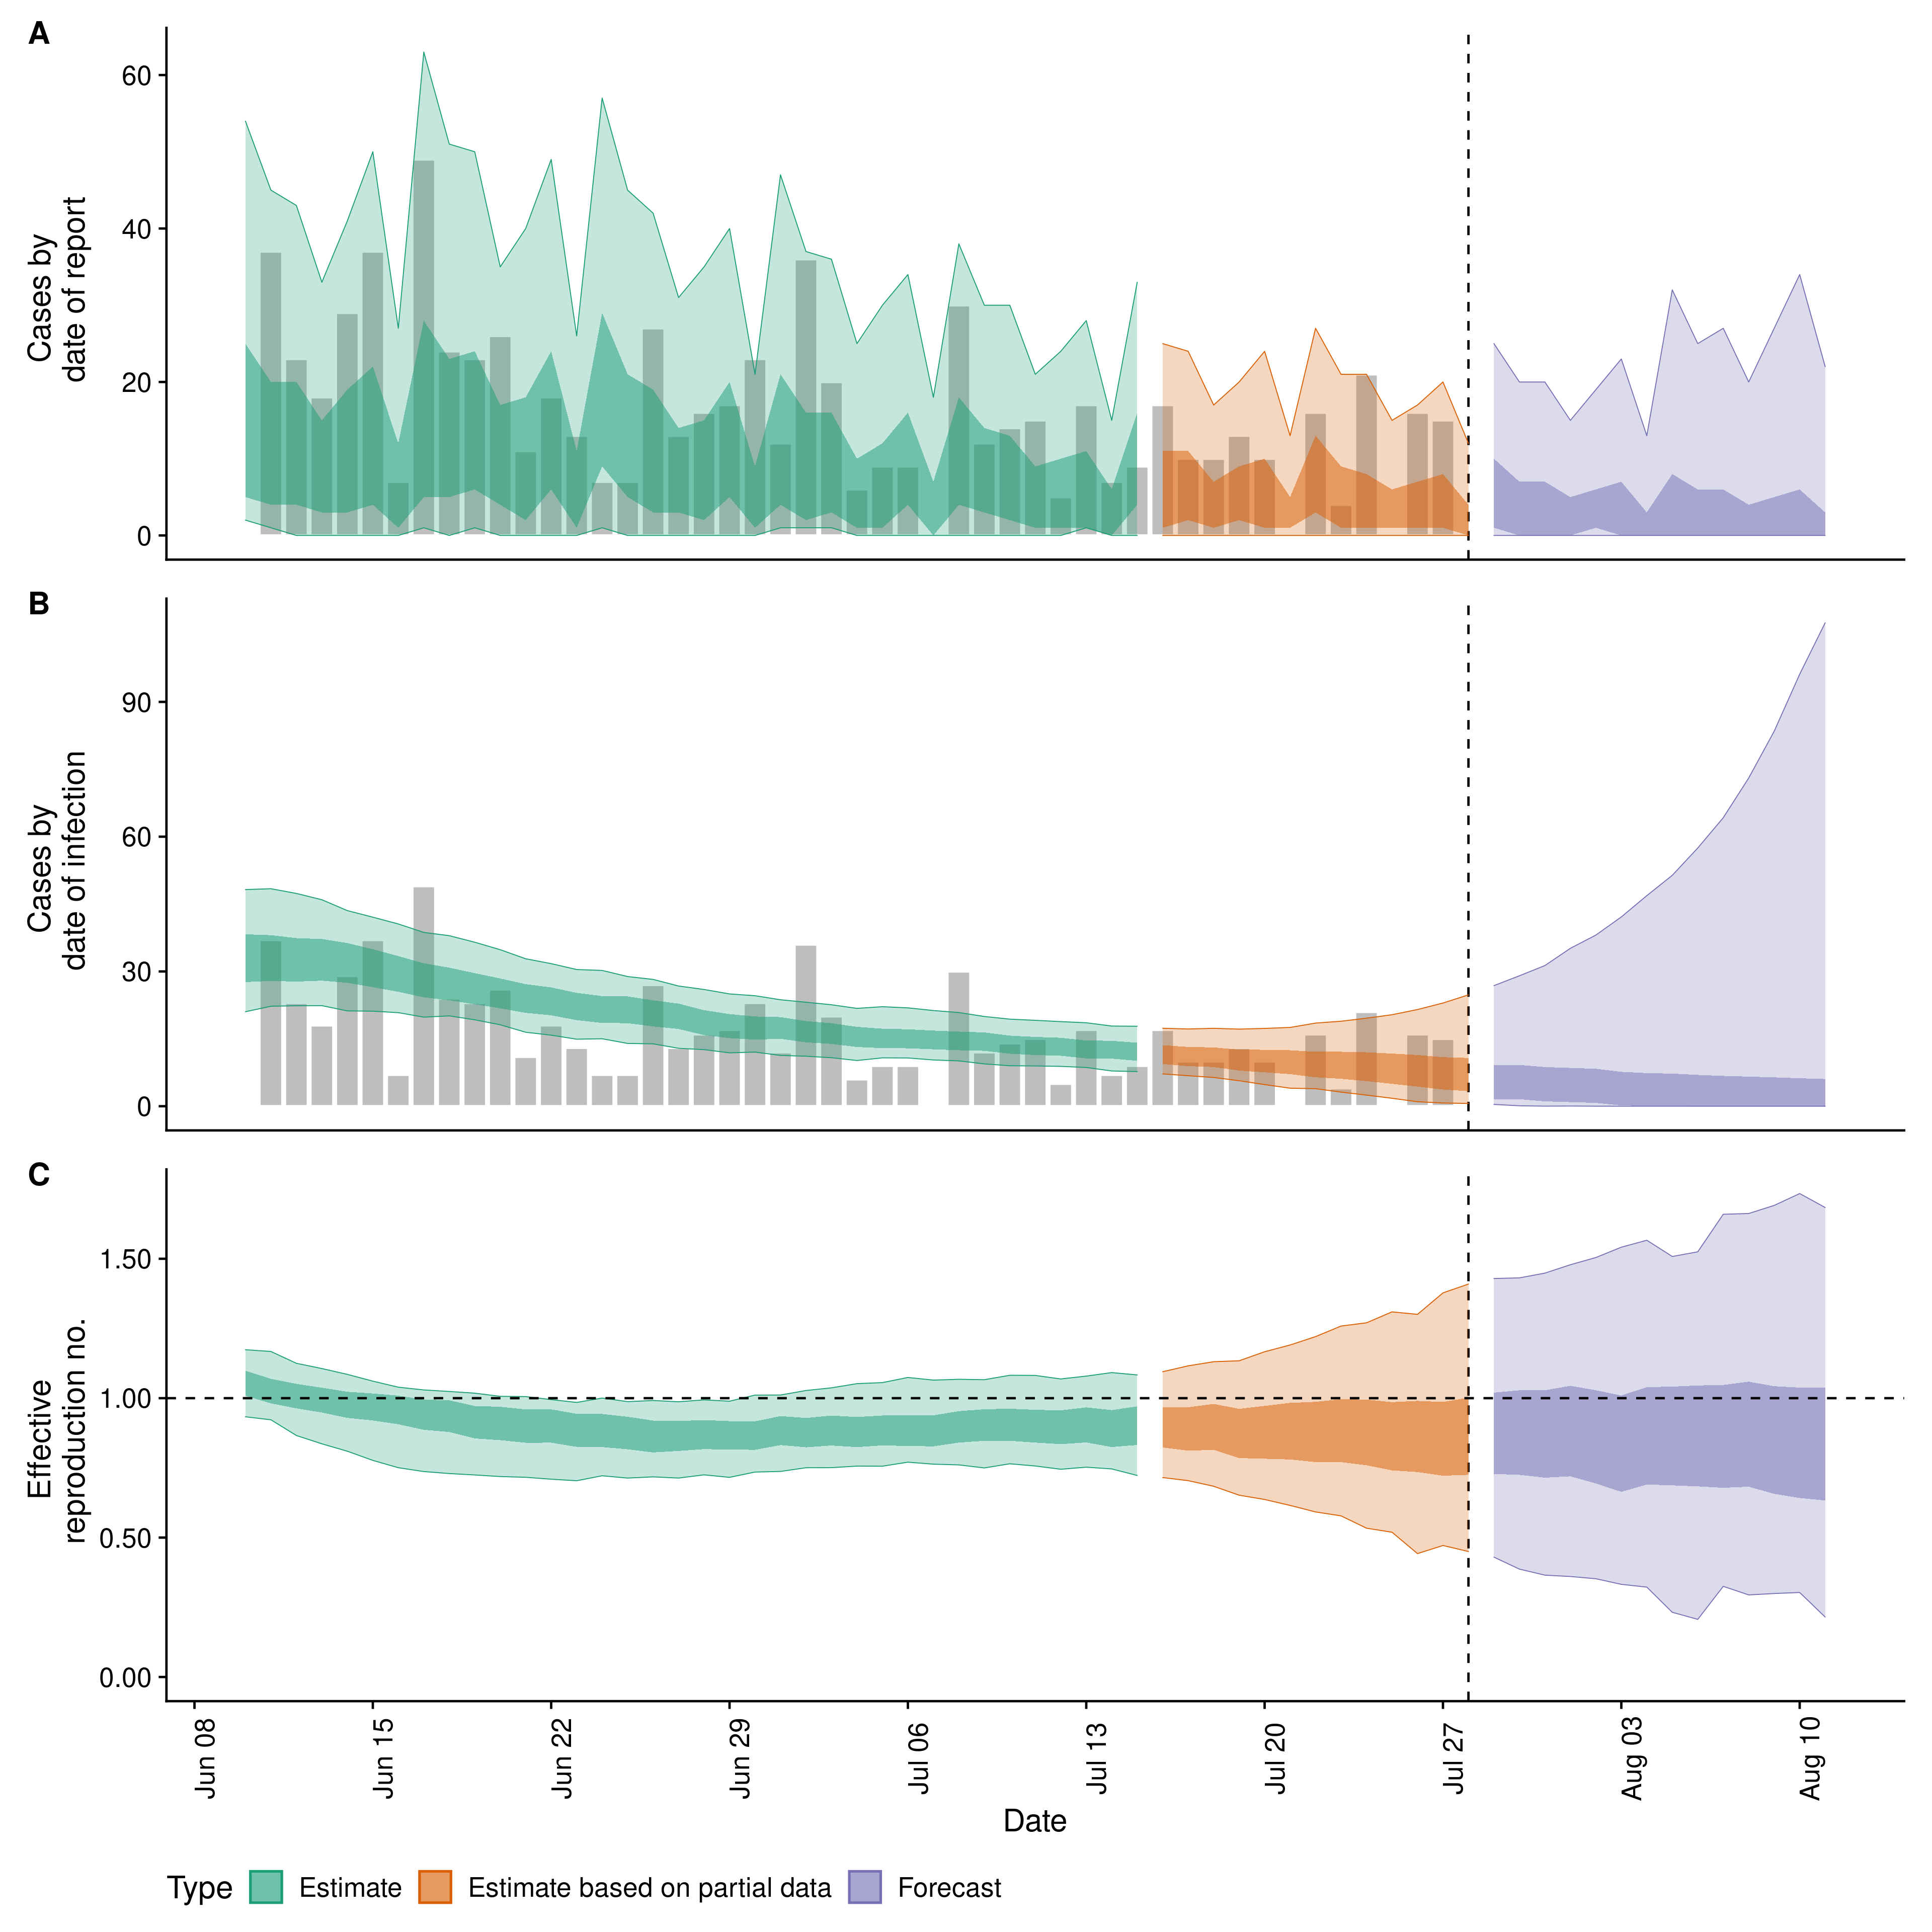 A
Cases by
date of report
60
40
20
0
B
Cases by
date of infection
90
60
30
0
C
Effective
reproduction no.
1.50
1.00
0.50
0.00
Jun 08
Jun 15
Jun 22
Jun 29
Jul 06
Jul 13
Jul 20
Jul 27
Aug 03
Aug 10
Date
Type Estimate Estimate based on partial data Forecast